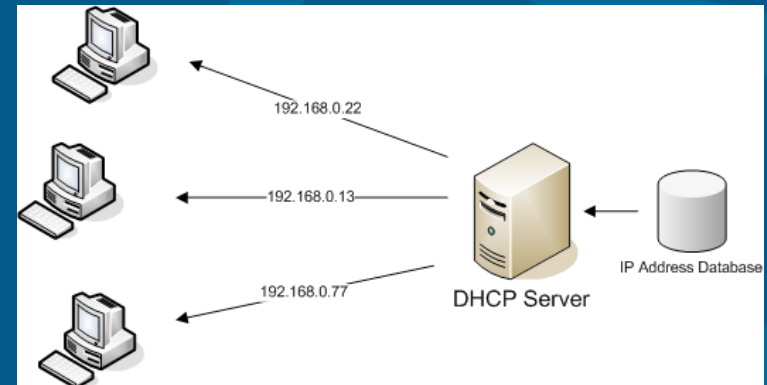 192.168.0.22
192.168.0.13
192.168.0.77
DHCP Server
IP Address Database